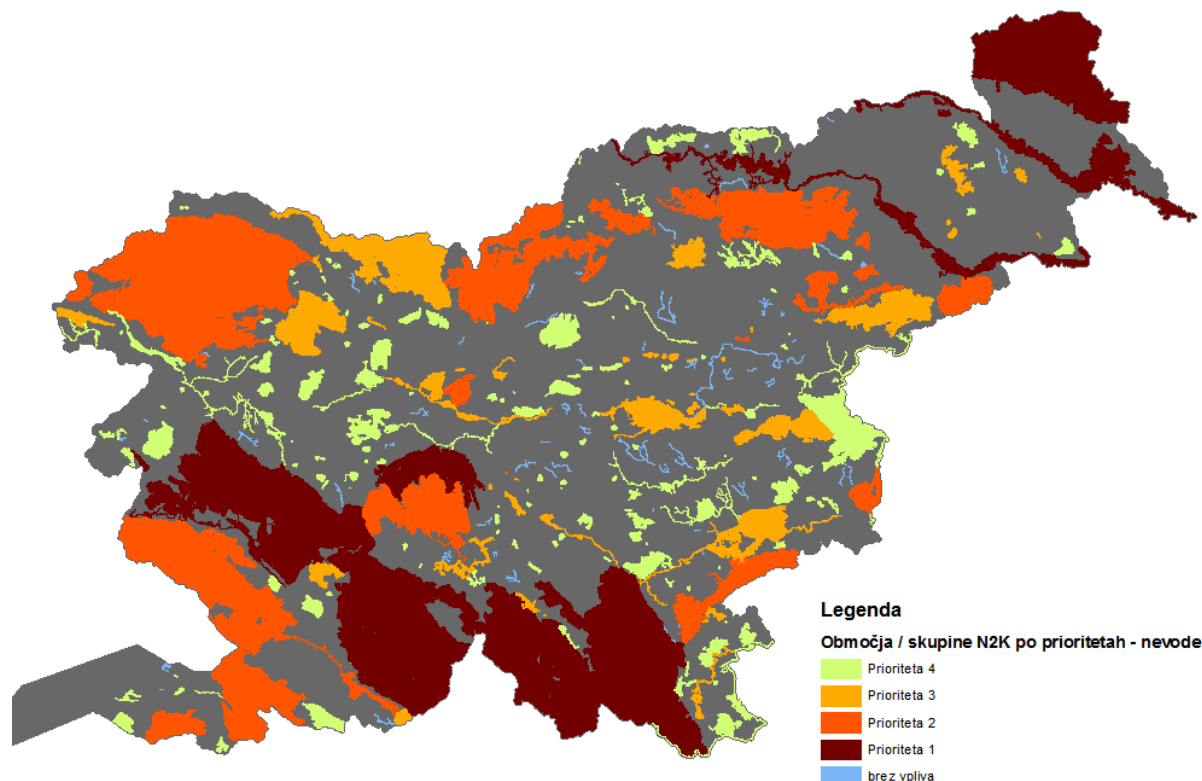 Legenda
Območja / skupine N2K po prioritetah - nevode
Prioriteta 4
Prioriteta 3
Prioriteta 2
Prioriteta 1
brez vpliva